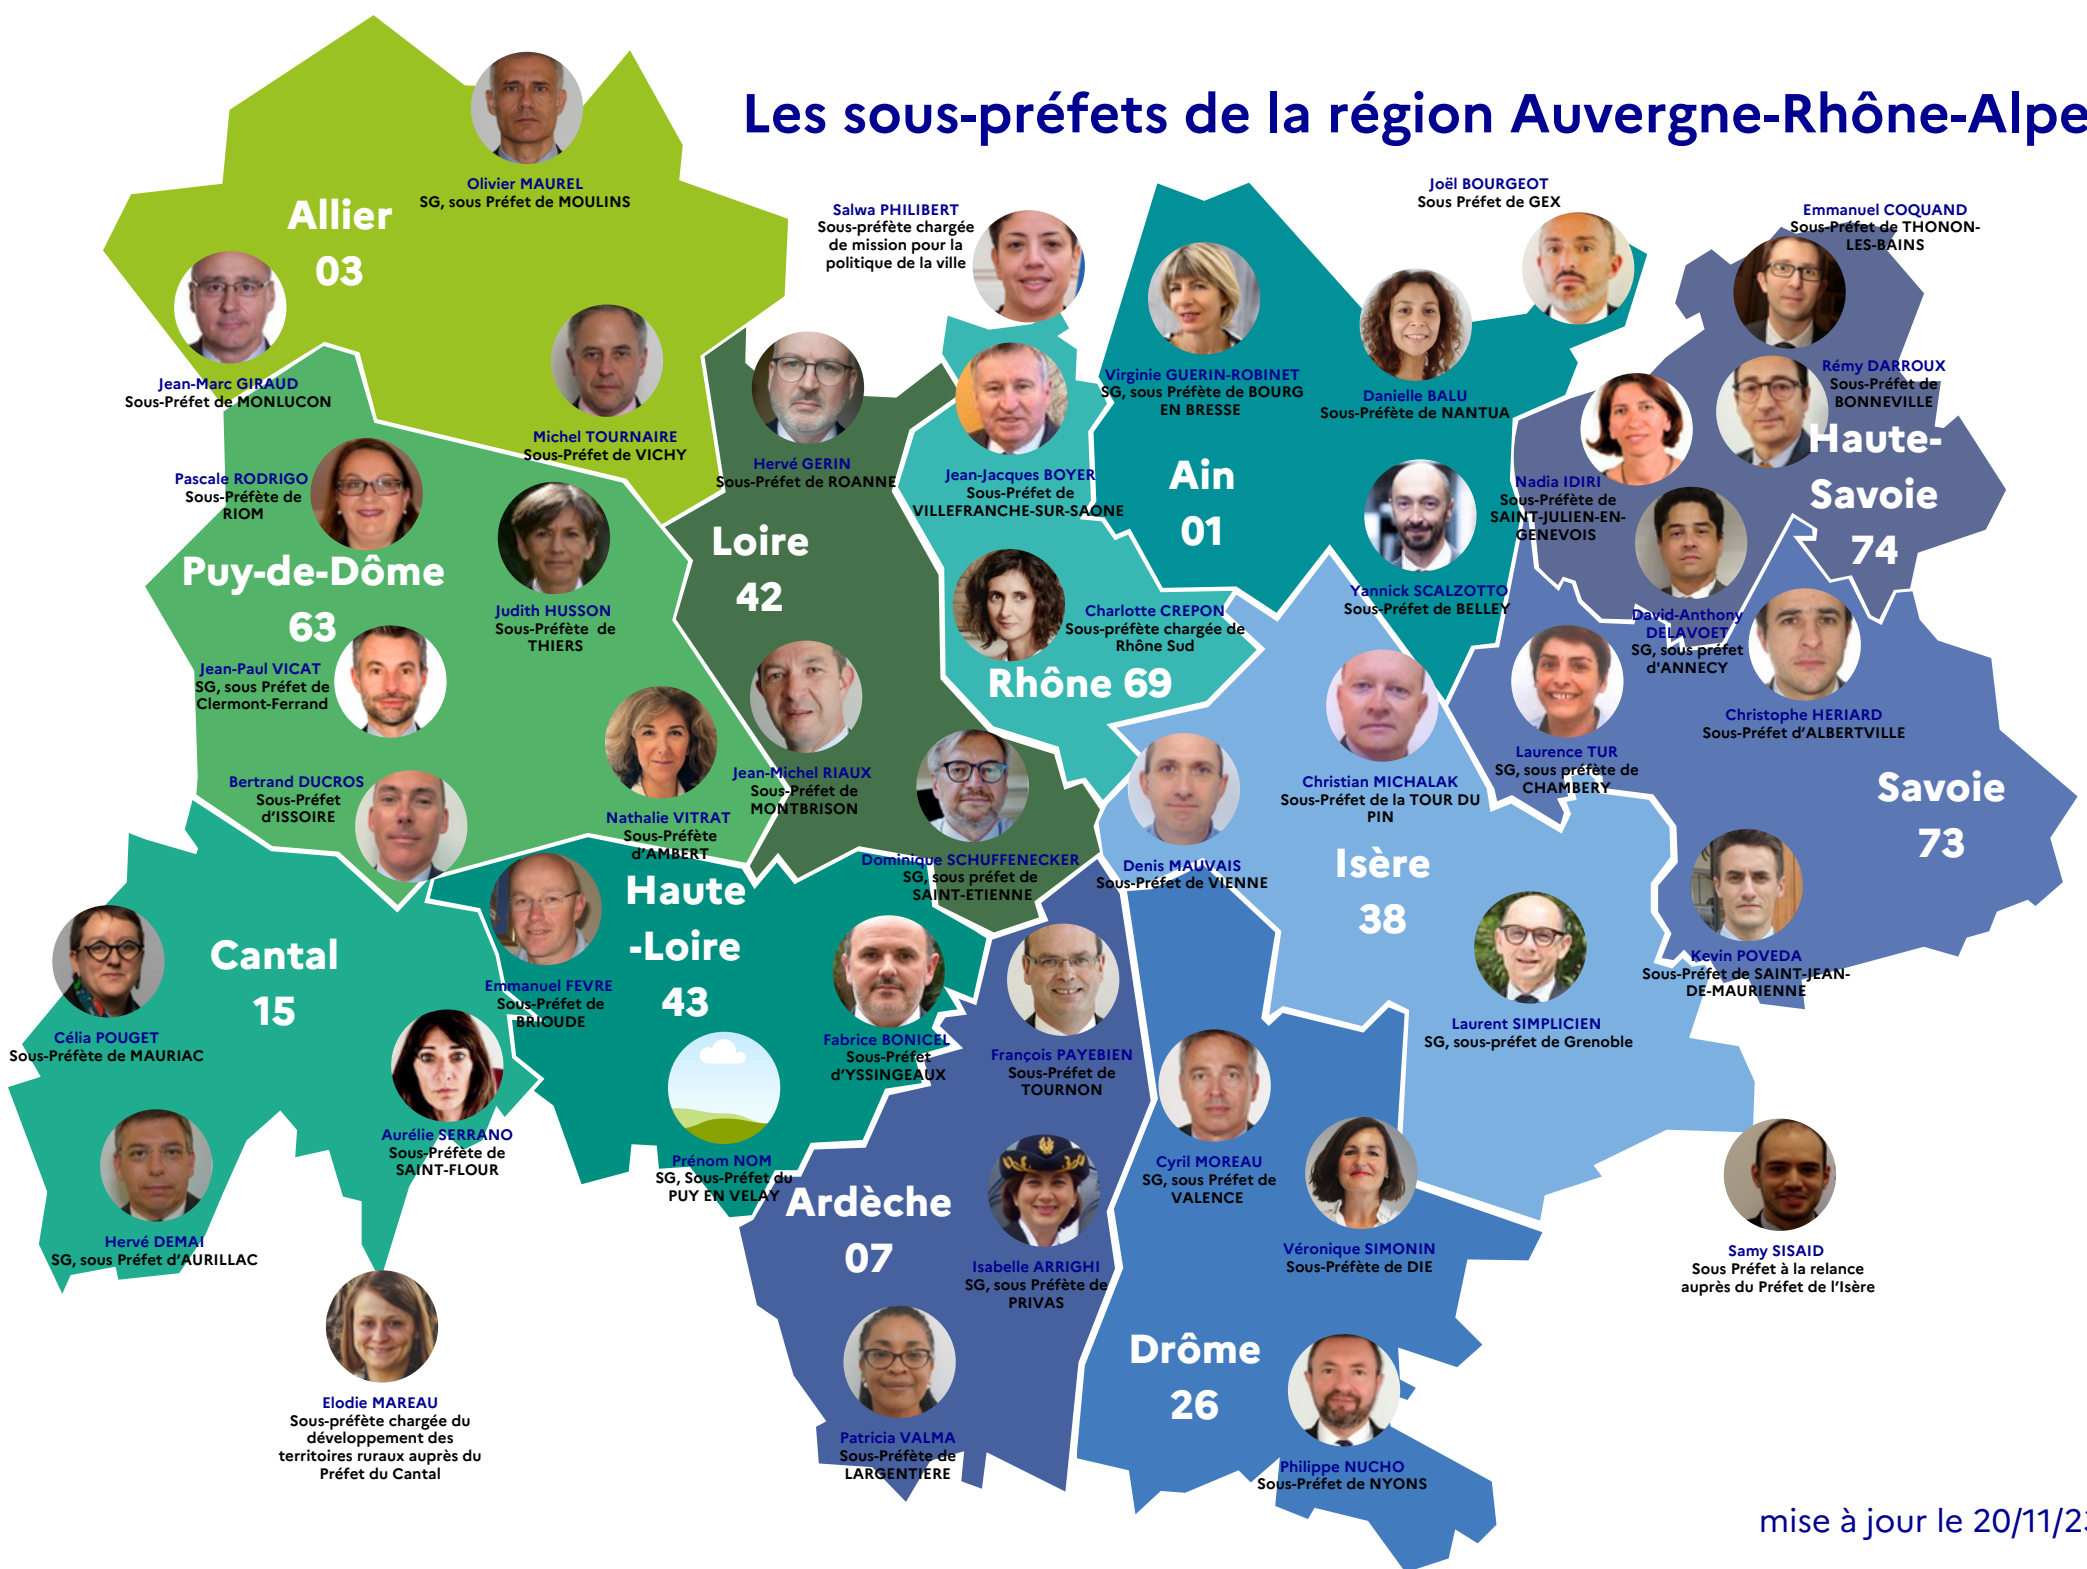 Les sous-préfets de la région Auvergne-Rhône-Alpe
Olivier MAUREL
SG, sous Préfet de MOULINS
Allier
03
Jean-Marc GIRAUD
Sous-Préfet de MONLUCON
Michel TOURNAIRE
Sous-Préfet de VICHY
Salwa PHILIBERT
Sous-préfète chargée
de mission pour la
politique de la ville
Joël BOURGEOT
Sous Préfet de GEX
Emmanuel COQUAND
Sous-Préfet de THONON-
LES-BAINS
Virginie GUERIN-ROBINET
SG, sous Préfète de BOURG
EN BRESSE
Danielle BALU
Sous-Préfète de NANTUA
Ain
01
Yannick SCALZOTTO
Sous-Préfet de BELLEY
Rémy DARROUX
Sous-Préfet de
BONNEVILLE
Haute-
Savoie
74
Nadia IDIRI
Sous-Préfète de
SAINT-JULIEN-EN-
GENEVOIS
David-Anthony
DELAVOET
SG, sous préfet
d'ANNECY
Pascale RODRIGO
Sous-Préfète de
RIOM
Puy-de-Dôme
63
Judith HUSSON
Sous-Préfète de
THIERS
Jean-Paul VICAT
SG, sous Préfet de
Clermont-Ferrand
Bertrand DUCROS
Sous-Préfet
d'ISSOIRE
Nathalie VITRAT
Sous-Préfète
d'AMBERT
Hervé GERIN
Sous-Préfet de ROANNE
Loire
42
Jean-Michel RIAUX
Sous-Préfet de
MONTBRISON
Dominique SCHUFFENECKER
SG, sous préfet de
SAINT-ETIENNE
Jean-Jacques BOYER
Sous-Préfet de
VILLEFRANCHE-SUR-SAONE
Charlotte CREPON
Sous-préfète chargée de
Rhône Sud
Rhône 69
Christian MICHALAK
Sous-Préfet de la TOUR DU
PIN
Denis MAUVAIS
Sous-Préfet de VIENNE
Isère
38
Laurent SIMPLICIEN
SG, sous-préfet de Grenoble
Samy SISAID
Sous Préfet à la relance
auprès du Préfet de l'Isère
Laurence TUR
SG, sous préfète de
CHAMBERY
Christophe HERIARD
Sous-Préfet d'ALBERTVILLE
Savoie
73
Kevin POVEDA
Sous-Préfet de SAINT-JEAN-
DE-MAURIENNE
Cantal
15
Célia POUGET
Sous-Préfète de MAURIAC
Aurélie SERRANO
Sous-Préfète de
SAINT-FLOUR
Hervé DEMAI
SG, sous Préfet d'AURILLAC
Elodie MAREAU
Sous-préfète chargée du
développement des
territoires ruraux auprès du
Préfet du Cantal
Haute
-Loire
43
Emmanuel FEVRE
Sous-Préfet de
BRIOUDE
Fabrice BONICEL
Sous-Préfet
d'YSSINGEAUX
Prénom NOM
SG, Sous-Préfet du
PUY EN VELAY
François PAYEBIEN
Sous-Préfet de
TOURNON
Ardèche
07
Isabelle ARRIGHI
SG, sous Préfète de
PRIVAS
Patricia VALMA
Sous-Préfète de
LARGENTIERE
Cyril MOREAU
SG, sous Préfet de
VALENCE
Véronique SIMONIN
Sous-Préfète de DIE
Drôme
26
Philippe NUCHO
Sous-Préfet de NYONS
mise à jour le 20/11/23